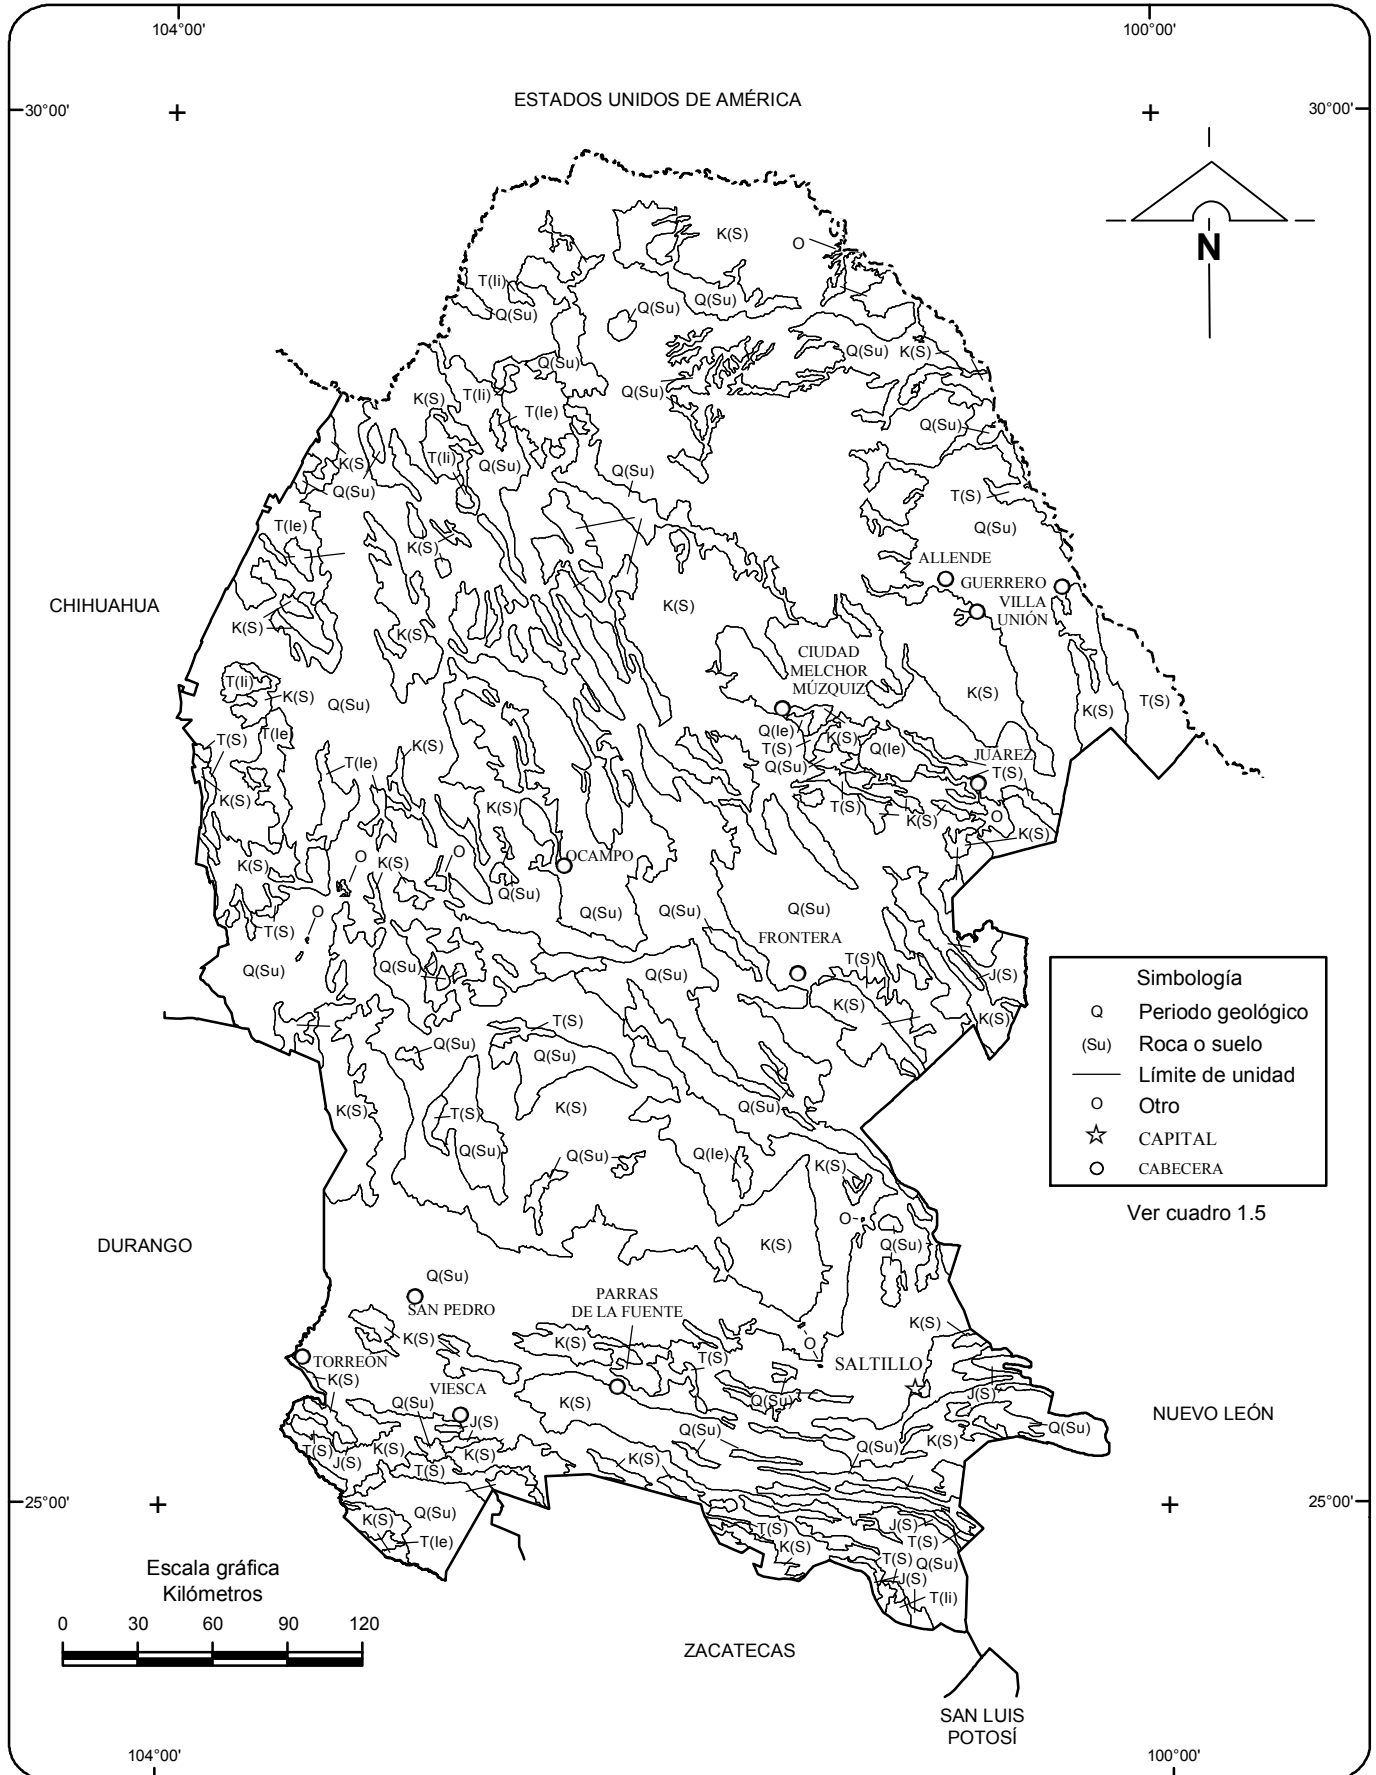 104°00'
100°00'
30°00'
ESTADOS UNIDOS DE AMÉRICA
30°00'
N
K(S)
O
T(Ii)
Q(Su)
Q(Su)
Q(Su)
Q(Su)
K(S)
Q(Su)
K(S)
T(Ii)
Q(Su)
T(Ie)
Q(Su)
K(S)
T(Ii)
Q(Su)
Q(Su)
Q(Su)
T(S)
T(Ie)
Q(Su)
K(S)
ALLENDE
GUERRERO
VILLA
UNIÓN
CHIHUAHUA
K(S)
K(S)
K(S)
CIUDAD
MELCHOR
MÚZQUIZ
T(Ii)
K(S)
Q(Su)
K(S)
K(S)
T(S)
T(S)
T(Ie)
K(S)
Q(Ie)
T(S)
Q(Su)
K(S)
Q(Ie)
JUÁREZ
T(S)
T(Ie)
K(S)
K(S)
T(S)
K(S)
O
K(S)
K(S)
O
K(S)
O
OCAMPO
Q(Su)
O
T(S)
Q(Su)
Q(Su)
Q(Su)
FRONTERA
Q(Su)
Q(Su)
Q(Su)
T(S)
J(S)
K(S)
K(S)
Simbología
Q Periodo geológico
(Su) Roca o suelo
Límite de unidad
O Otro
CAPITAL
CABECERA
Ver cuadro 1.5
T(S)
Q(Su)
Q(Su)
K(S)
T(S)
K(S)
Q(Su)
Q(Su)
Q(Su)
Q(Ie)
K(S)
O
DURANGO
K(S)
Q(Su)
Q(Su)
SAN PEDRO
PARRAS
DE LA FUENTE
K(S)
K(S)
K(S)
O
T(S)
TORREÓN
K(S)
SALTILLO
VIESCA
Q(Su)
J(S)
K(S)
Q(Su)
J(S)
NUEVO LEÓN
Q(Su)
T(S)
J(S)
K(S)
T(S)
K(S)
K(S)
Q(Su)
Q(Su)
K(S)
25°00'
25°00'
K(S)
Q(Su)
T(Ie)
T(S)
K(S)
J(S)
T(S)
T(S)
Q(Su)
J(S)
T(Ii)
Escala gráfica
Kilómetros
0 30 60 90 120
ZACATECAS
SAN LUIS
POTOSÍ
104°00'
100°00'